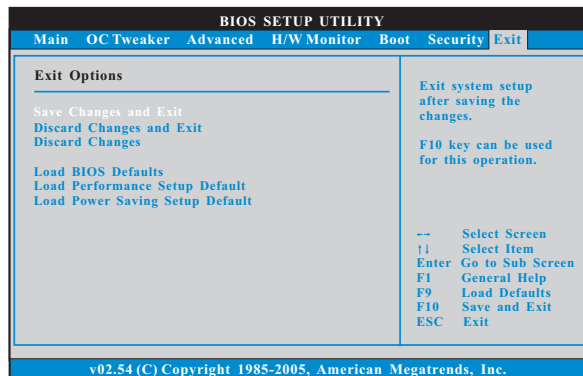 BIOS SETUP UTILITY
Main OC Tweaker Advanced H/W Monitor Boot Security Exit
Exit Options
Save Changes and Exit
Discard Changes and Exit
Discard Changes
Load BIOS Defaults
Load Performance Setup Default
Load Power Saving Setup Default
Exit system setup
after saving the
changes.
F10 key can be used
for this operation.
←→ Select Screen
↑↓ Select Item
Enter Go to Sub Screen
F1 General Help
F9 Load Defaults
F10 Save and Exit
ESC Exit
v02.54 (C) Copyright 1985-2005, American Megatrends, Inc.